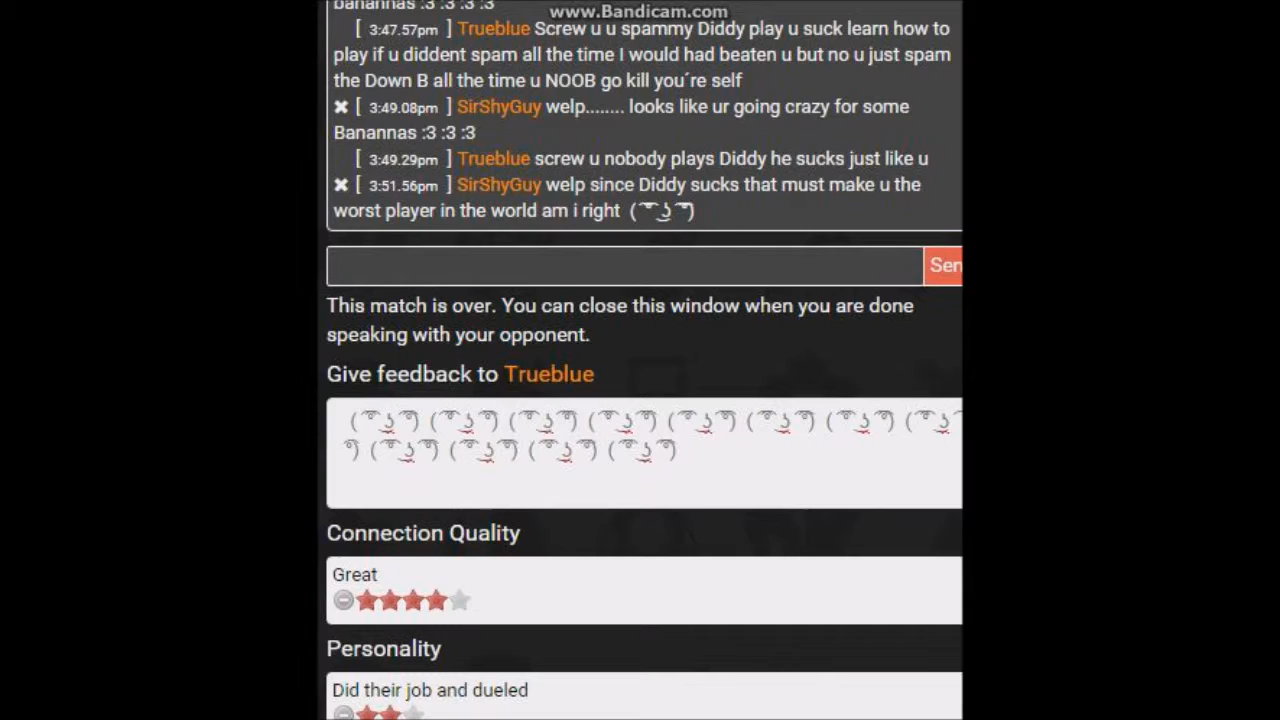 www.Bandicam.com
banannas :3 :3 :3 :3
[ 3:47.57pm ] Trueblue Screw u u spammy Diddy play u suck learn how to
play if u diddent spam all the time I would had beaten u but no u just spam
the Down B all the time u NOOB go kill you´re self
✖ [ 3:49.08pm ] SirShyGuy welp........ looks like ur going crazy for some
Banannas :3 :3 :3
[ 3:49.29pm ] Trueblue screw u nobody plays Diddy he sucks just like u
✖ [ 3:51.56pm ] SirShyGuy welp since Diddy sucks that must make u the
worst player in the world am i right ( ͡° ͜ʖ ͡°)
Sen
This match is over. You can close this window when you are done
speaking with your opponent.
Give feedback to Trueblue
( ͡° ͜ʖ ͡°) ( ͡° ͜ʖ ͡°) ( ͡° ͜ʖ ͡°) ( ͡° ͜ʖ ͡°) ( ͡° ͜ʖ ͡°) ( ͡° ͜ʖ ͡°) ( ͡° ͜ʖ ͡°) ( ͡° ͜ʖ ͡
°) ( ͡° ͜ʖ ͡°) ( ͡° ͜ʖ ͡°) ( ͡° ͜ʖ ͡°) ( ͡° ͜ʖ ͡°)
Connection Quality
Great
Personality
Did their job and dueled